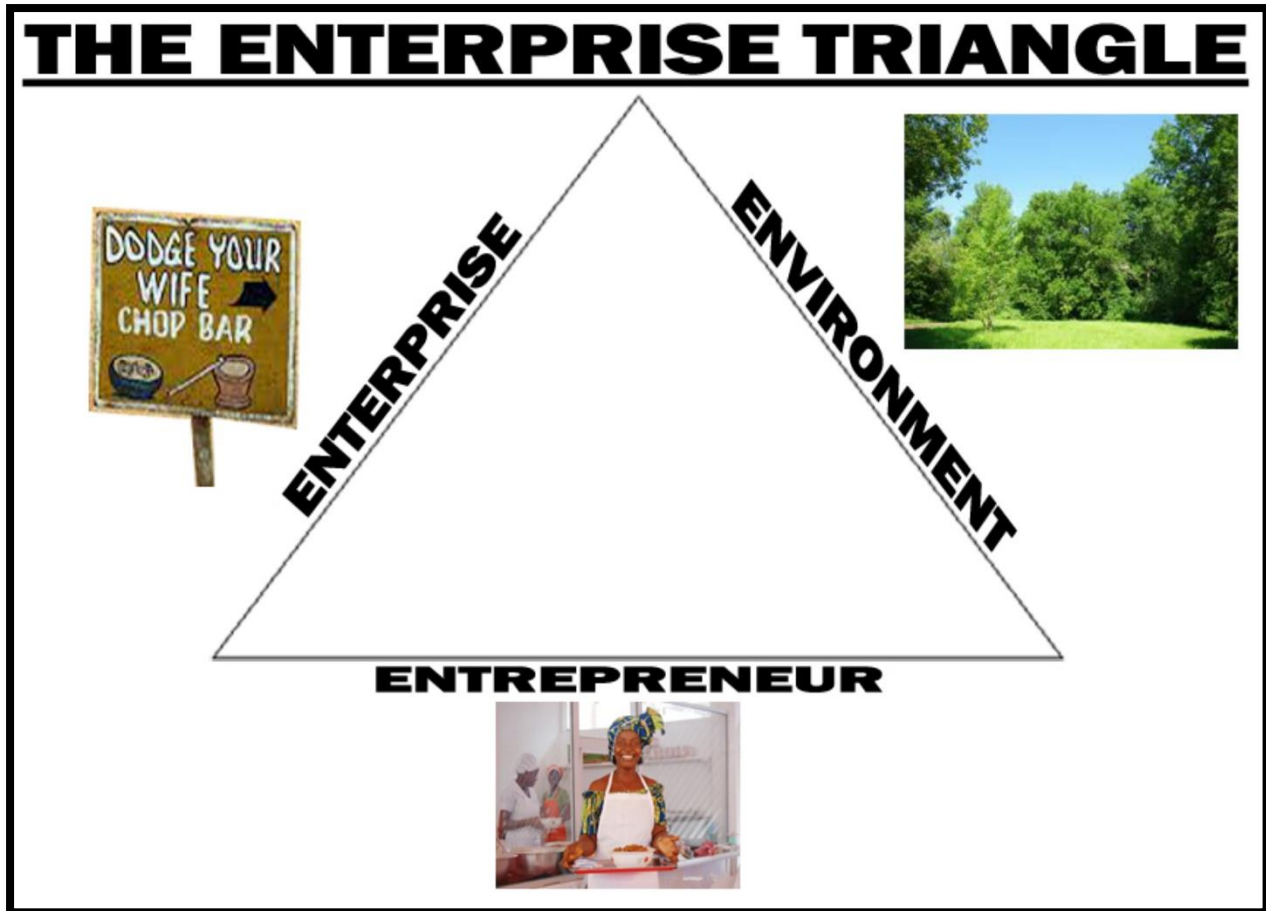 THE ENTERPRISE TRIANGLE
DODGE YOUR
WIFE
CHOP BAR
ENTERPRISE
ENVIRONMENT
ENTREPRENEUR